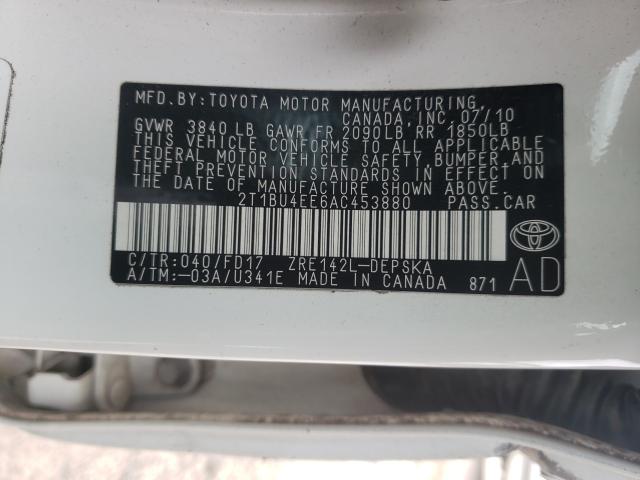 MFD.BY:TOYOTA MOTOR MANUFACTURING,
CANADA, INC. 07/10
GVWR 3840 LB GAWR FR 2090LB RR 1850LB
THIS VEHICLE CONFORMS TO ALL APPLICABLE
FEDERAL MOTOR VEHICLE SAFETY, BUMPER,AND
THEFT PREVENTION STANDARDS IN EFFECT ON
THE DATE OF MANUFACTURE SHOWN ABOVE.
2T1BU4EE6AC453880 PASS.CAR
C/TR:040/FD17 ZRE142L-DEPSKA
A/TM:-03A/U341E MADE IN CANADA 871
AD